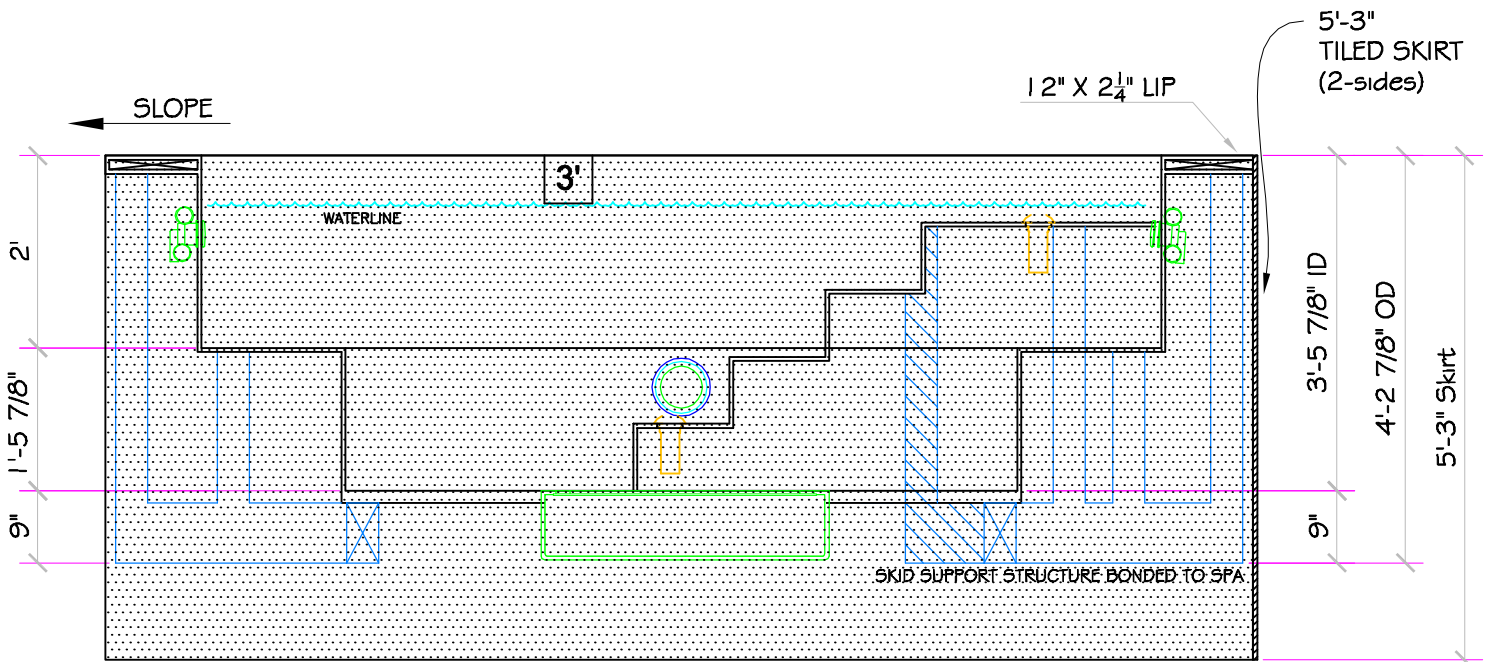 5'-3"
TILED SKIRT
(2-sides)
12" X 2 1/4" LIP
SLOPE
3'
WATERLINE
2'
1'-5 7/8"
9"
3'-5 7/8" ID
9"
4'-2 7/8" OD
5'-3" Skirt
SKID SUPPORT STRUCTURE BONDED TO SPA